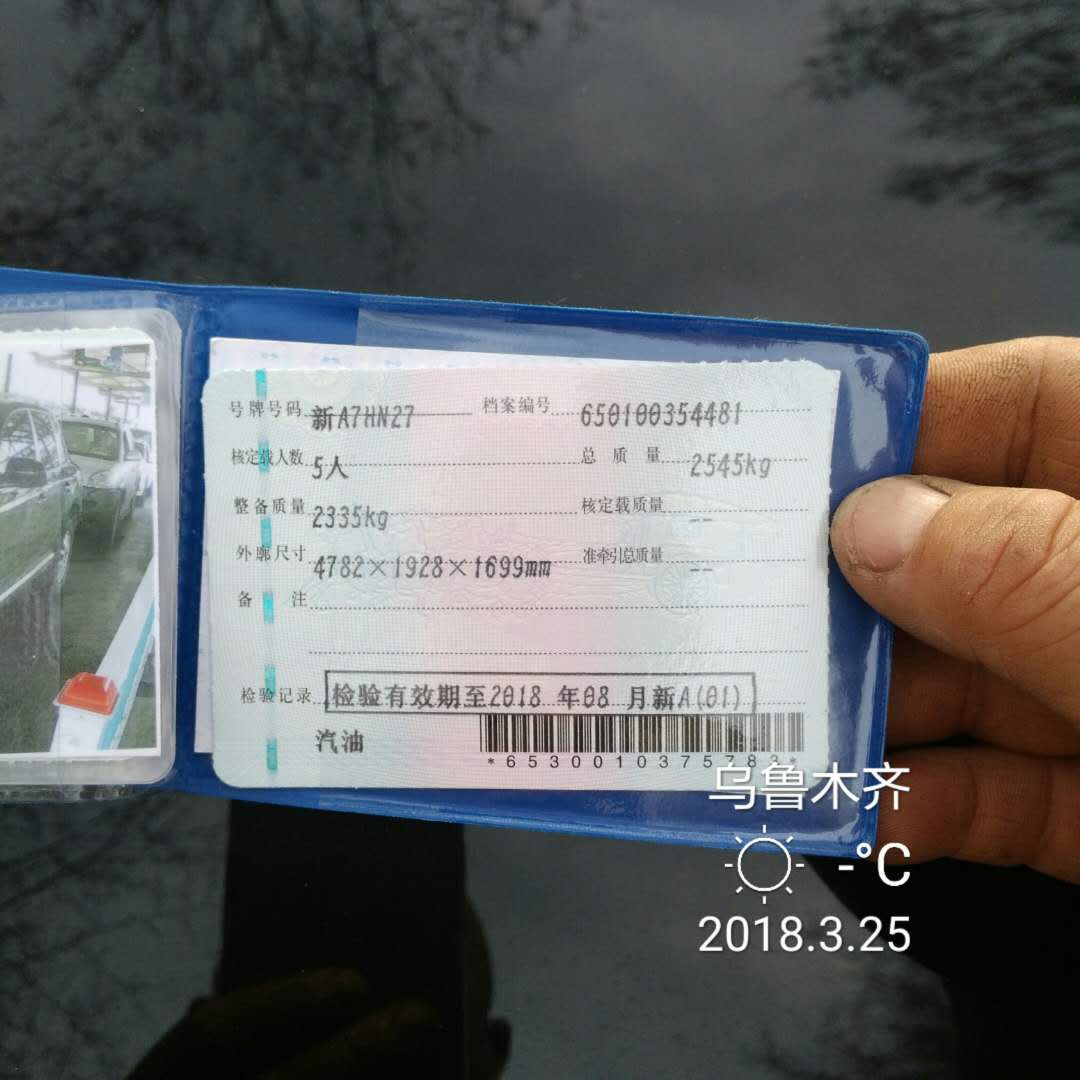 号牌号码 新A7HN27 档案编号 650100354481
核定载人数 5人 总质量 2545kg
整备质量 2335kg 核定载质量 --
外廓尺寸 4782×1928×1699mm 准牵引总质量 --
备注
检验记录 检验有效期至2018 年08 月新A(01)
汽油
*6530010375783*
乌鲁木齐
-°C
2018.3.25